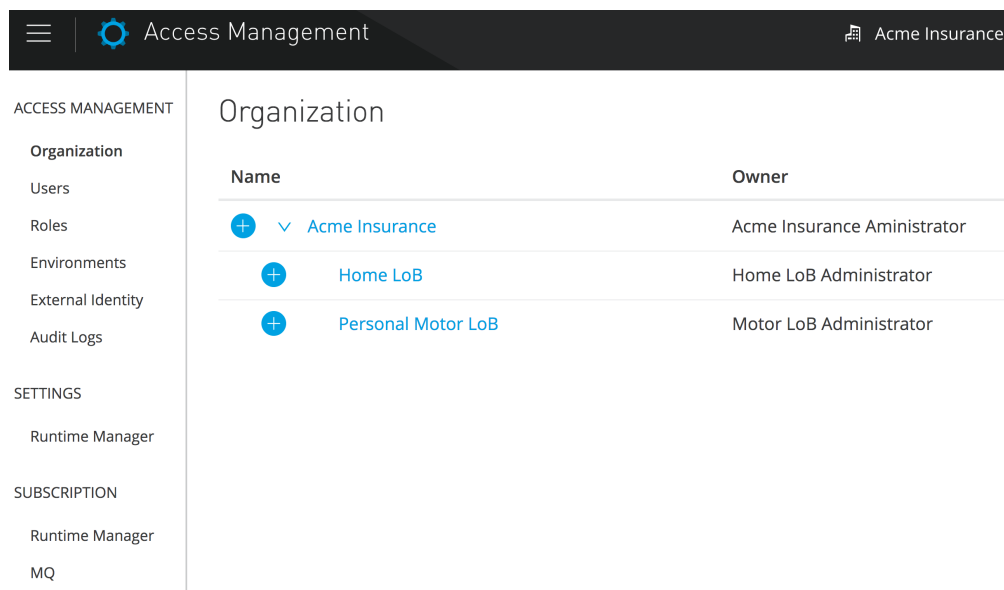 Access Management
Acme Insurance
ACCESS MANAGEMENT
Organization
Users
Roles
Environments
External Identity
Audit Logs
SETTINGS
Runtime Manager
SUBSCRIPTION
Runtime Manager
MQ
Organization
Name Owner
Acme Insurance Acme Insurance Aministrator
Home LoB Home LoB Administrator
Personal Motor LoB Motor LoB Administrator